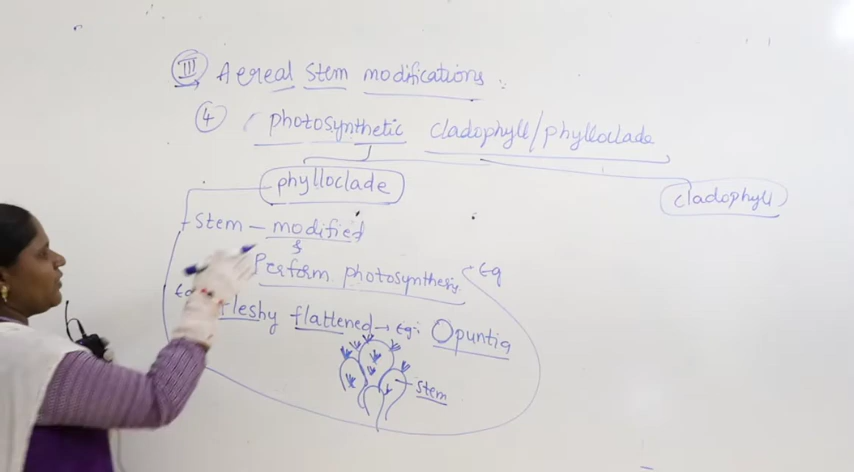 III Aereal stem modifications :
4 photosynthetic cladophyll/phylloclade
phylloclade
cladophyll
Stem - modified
&
Perform photosynthesis Eg
fleshy flattened → eg: Opuntia
stem